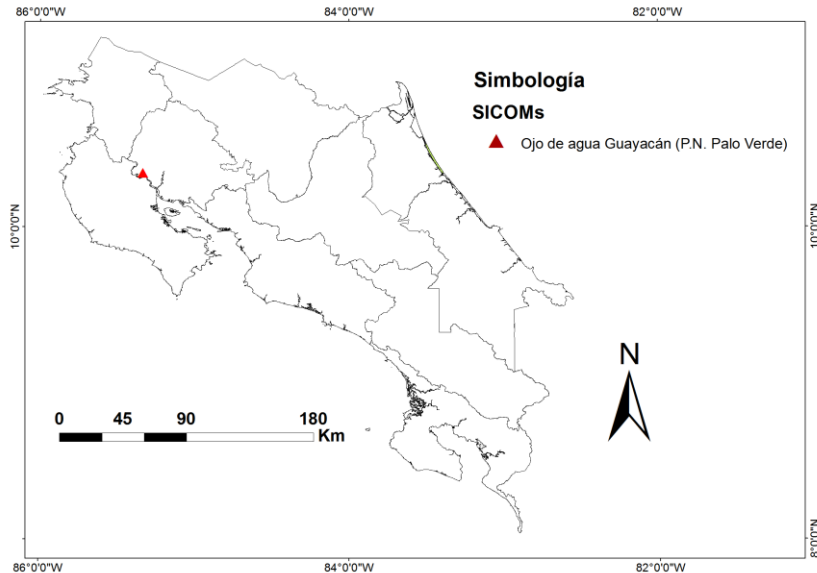 86°0'0"W 84°0'0"W 82°0'0"W
Simbología
SICOMs
Ojo de agua Guayacán (P.N. Palo Verde)
10°0'0"N 10°0'0"N
N
0 45 90 180
Km
8°0'0"N
86°0'0"W 84°0'0"W 82°0'0"W